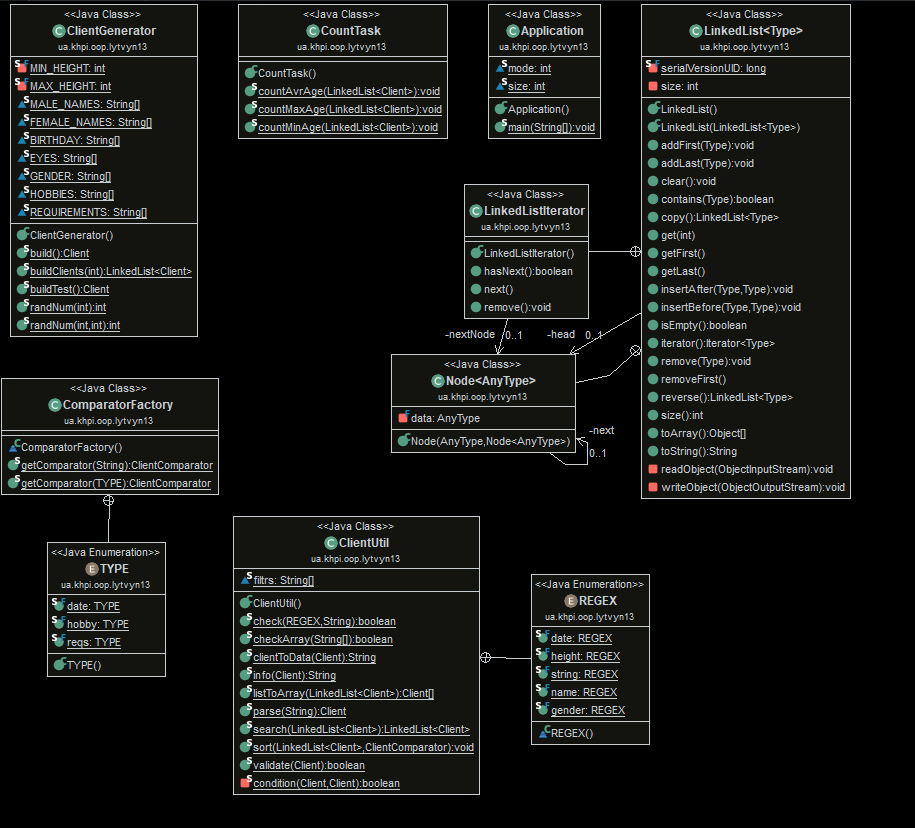 <<Java Class>>
ClientGenerator
ua.khpi.oop.lytvyn13
MIN_HEIGHT: int
MAX_HEIGHT: int
MALE_NAMES: String[]
FEMALE_NAMES: String[]
BIRTHDAY: String[]
EYES: String[]
GENDER: String[]
HOBBIES: String[]
REQUIREMENTS: String[]
ClientGenerator()
build():Client
buildClients(int):LinkedList<Client>
buildTest():Client
randNum(int):int
randNum(int,int):int
<<Java Class>>
CountTask
ua.khpi.oop.lytvyn13
CountTask()
countAvrAge(LinkedList<Client>):void
countMaxAge(LinkedList<Client>):void
countMinAge(LinkedList<Client>):void
<<Java Class>>
Application
ua.khpi.oop.lytvyn13
mode: int
size: int
Application()
main(String[]):void
<<Java Class>>
LinkedList<Type>
ua.khpi.oop.lytvyn13
serialVersionUID: long
size: int
LinkedList()
LinkedList(LinkedList<Type>)
addFirst(Type):void
addLast(Type):void
clear():void
contains(Type):boolean
copy():LinkedList<Type>
get(int)
getFirst()
getLast()
insertAfter(Type,Type):void
insertBefore(Type,Type):void
isEmpty():boolean
iterator():Iterator<Type>
remove(Type):void
removeFirst()
reverse():LinkedList<Type>
size():int
toArray():Object[]
toString():String
readObject(ObjectInputStream):void
writeObject(ObjectOutputStream):void
<<Java Class>>
LinkedListIterator
ua.khpi.oop.lytvyn13
LinkedListIterator()
hasNext():boolean
next()
remove():void
-nextNode 0..1
-head 0..1
<<Java Class>>
Node<AnyType>
ua.khpi.oop.lytvyn13
data: AnyType
Node(AnyType,Node<AnyType>)
-next
0..1
<<Java Class>>
ComparatorFactory
ua.khpi.oop.lytvyn13
ComparatorFactory()
getComparator(String):ClientComparator
getComparator(TYPE):ClientComparator
<<Java Enumeration>>
TYPE
ua.khpi.oop.lytvyn13
date: TYPE
hobby: TYPE
reqs: TYPE
TYPE()
<<Java Class>>
ClientUtil
ua.khpi.oop.lytvyn13
filtrs: String[]
ClientUtil()
check(REGEX,String):boolean
checkArray(String[]):boolean
clientToData(Client):String
info(Client):String
listToArray(LinkedList<Client>):Client[]
parse(String):Client
search(LinkedList<Client>):LinkedList<Client>
sort(LinkedList<Client>,ClientComparator):void
validate(Client):boolean
condition(Client,Client):boolean
<<Java Enumeration>>
REGEX
ua.khpi.oop.lytvyn13
date: REGEX
height: REGEX
string: REGEX
name: REGEX
gender: REGEX
REGEX()